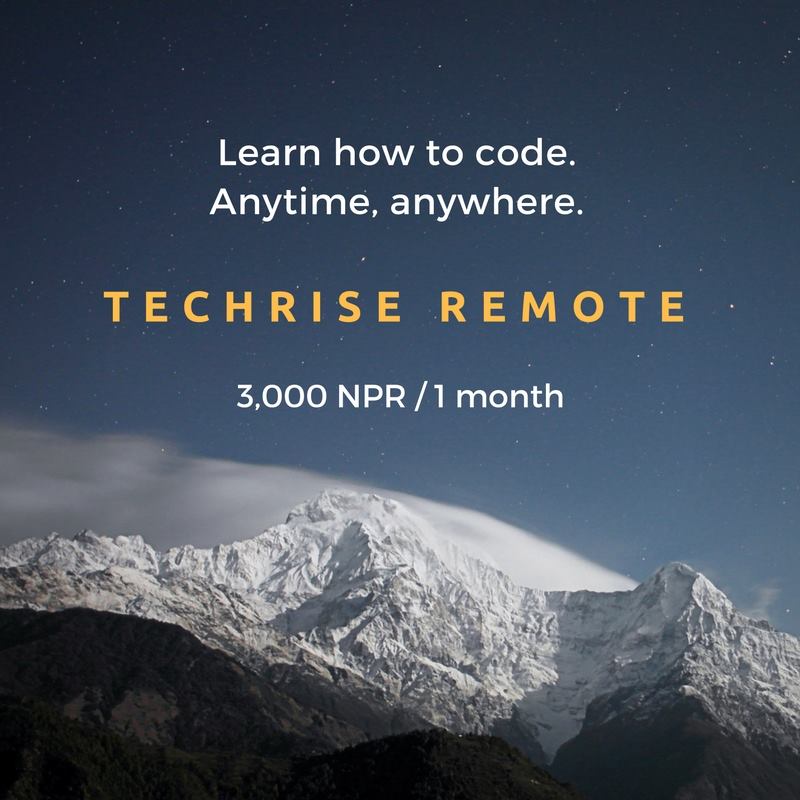 Learn how to code.
Anytime, anywhere.
TECHRISE REMOTE
3,000 NPR / 1 month